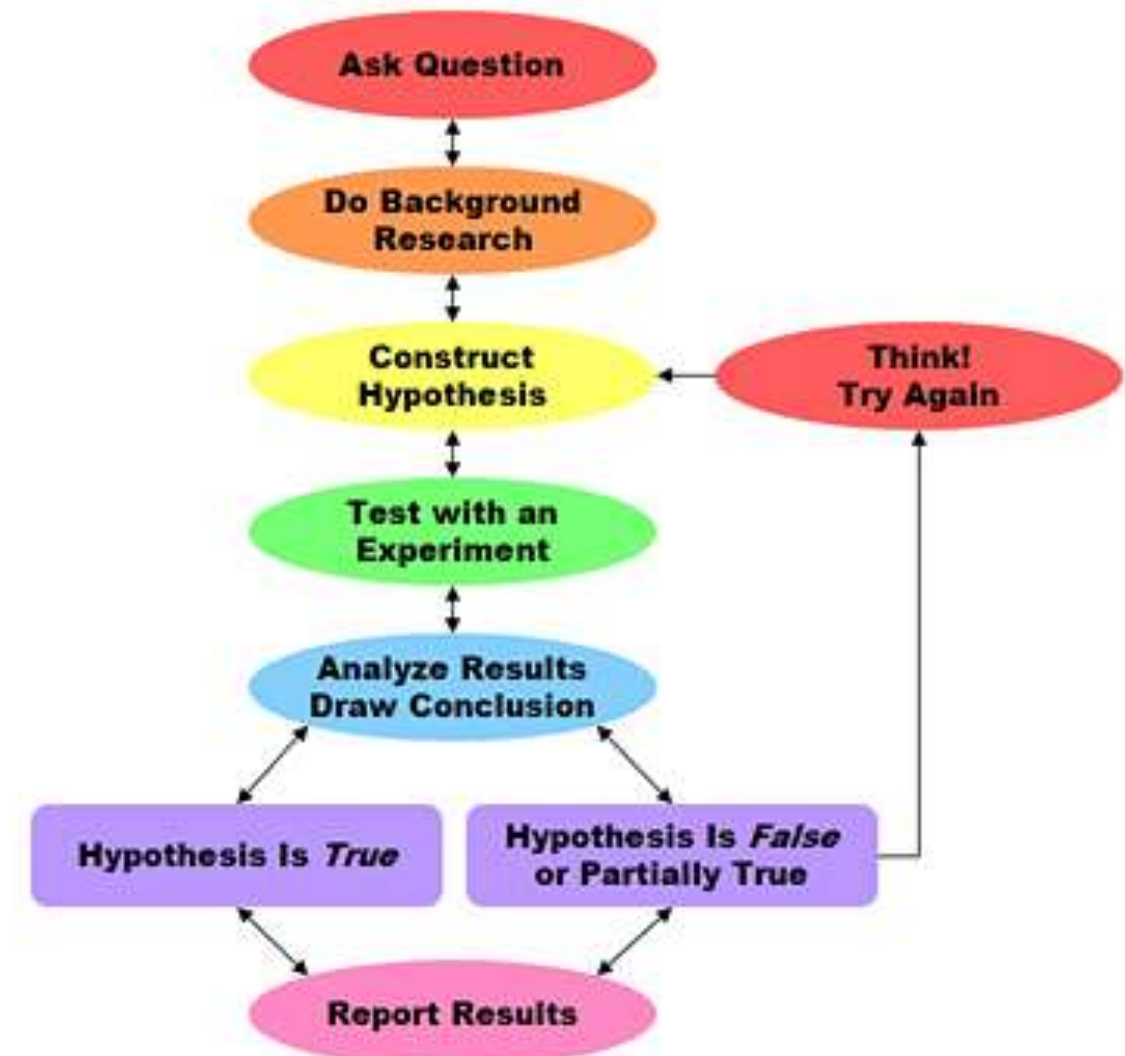 Ask Question
Do Background
Research
Construct
Hypothesis
Think!
Try Again
Test with an
Experiment
Analyze Results
Draw Conclusion
Hypothesis Is True
Hypothesis Is False
or Partially True
Report Results